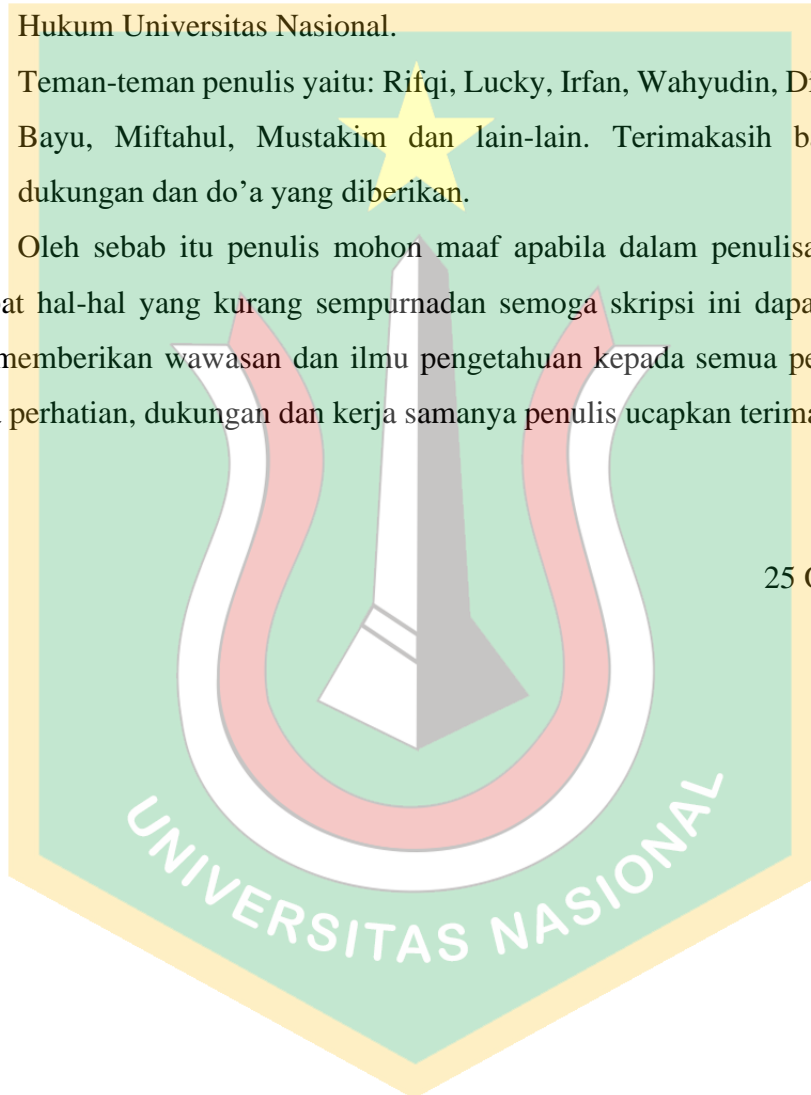 Hukum Universitas Nasional.
Teman-teman penulis yaitu: Rifqi, Lucky, Irfan, Wahyudin,
Bayu, Miftahul, Mustakim dan lain-lain. Terimakasih
dukungan dan do’a yang diberikan.
Oleh sebab itu penulis mohon maaf apabila dalam
hal-hal yang kurang sempurnadan semoga skripsi ini
memberikan wawasan dan ilmu pengetahuan kepada semua
perhatian, dukungan dan kerja samanya penulis ucapkan
25
UNIVERSITAS NASIONAL